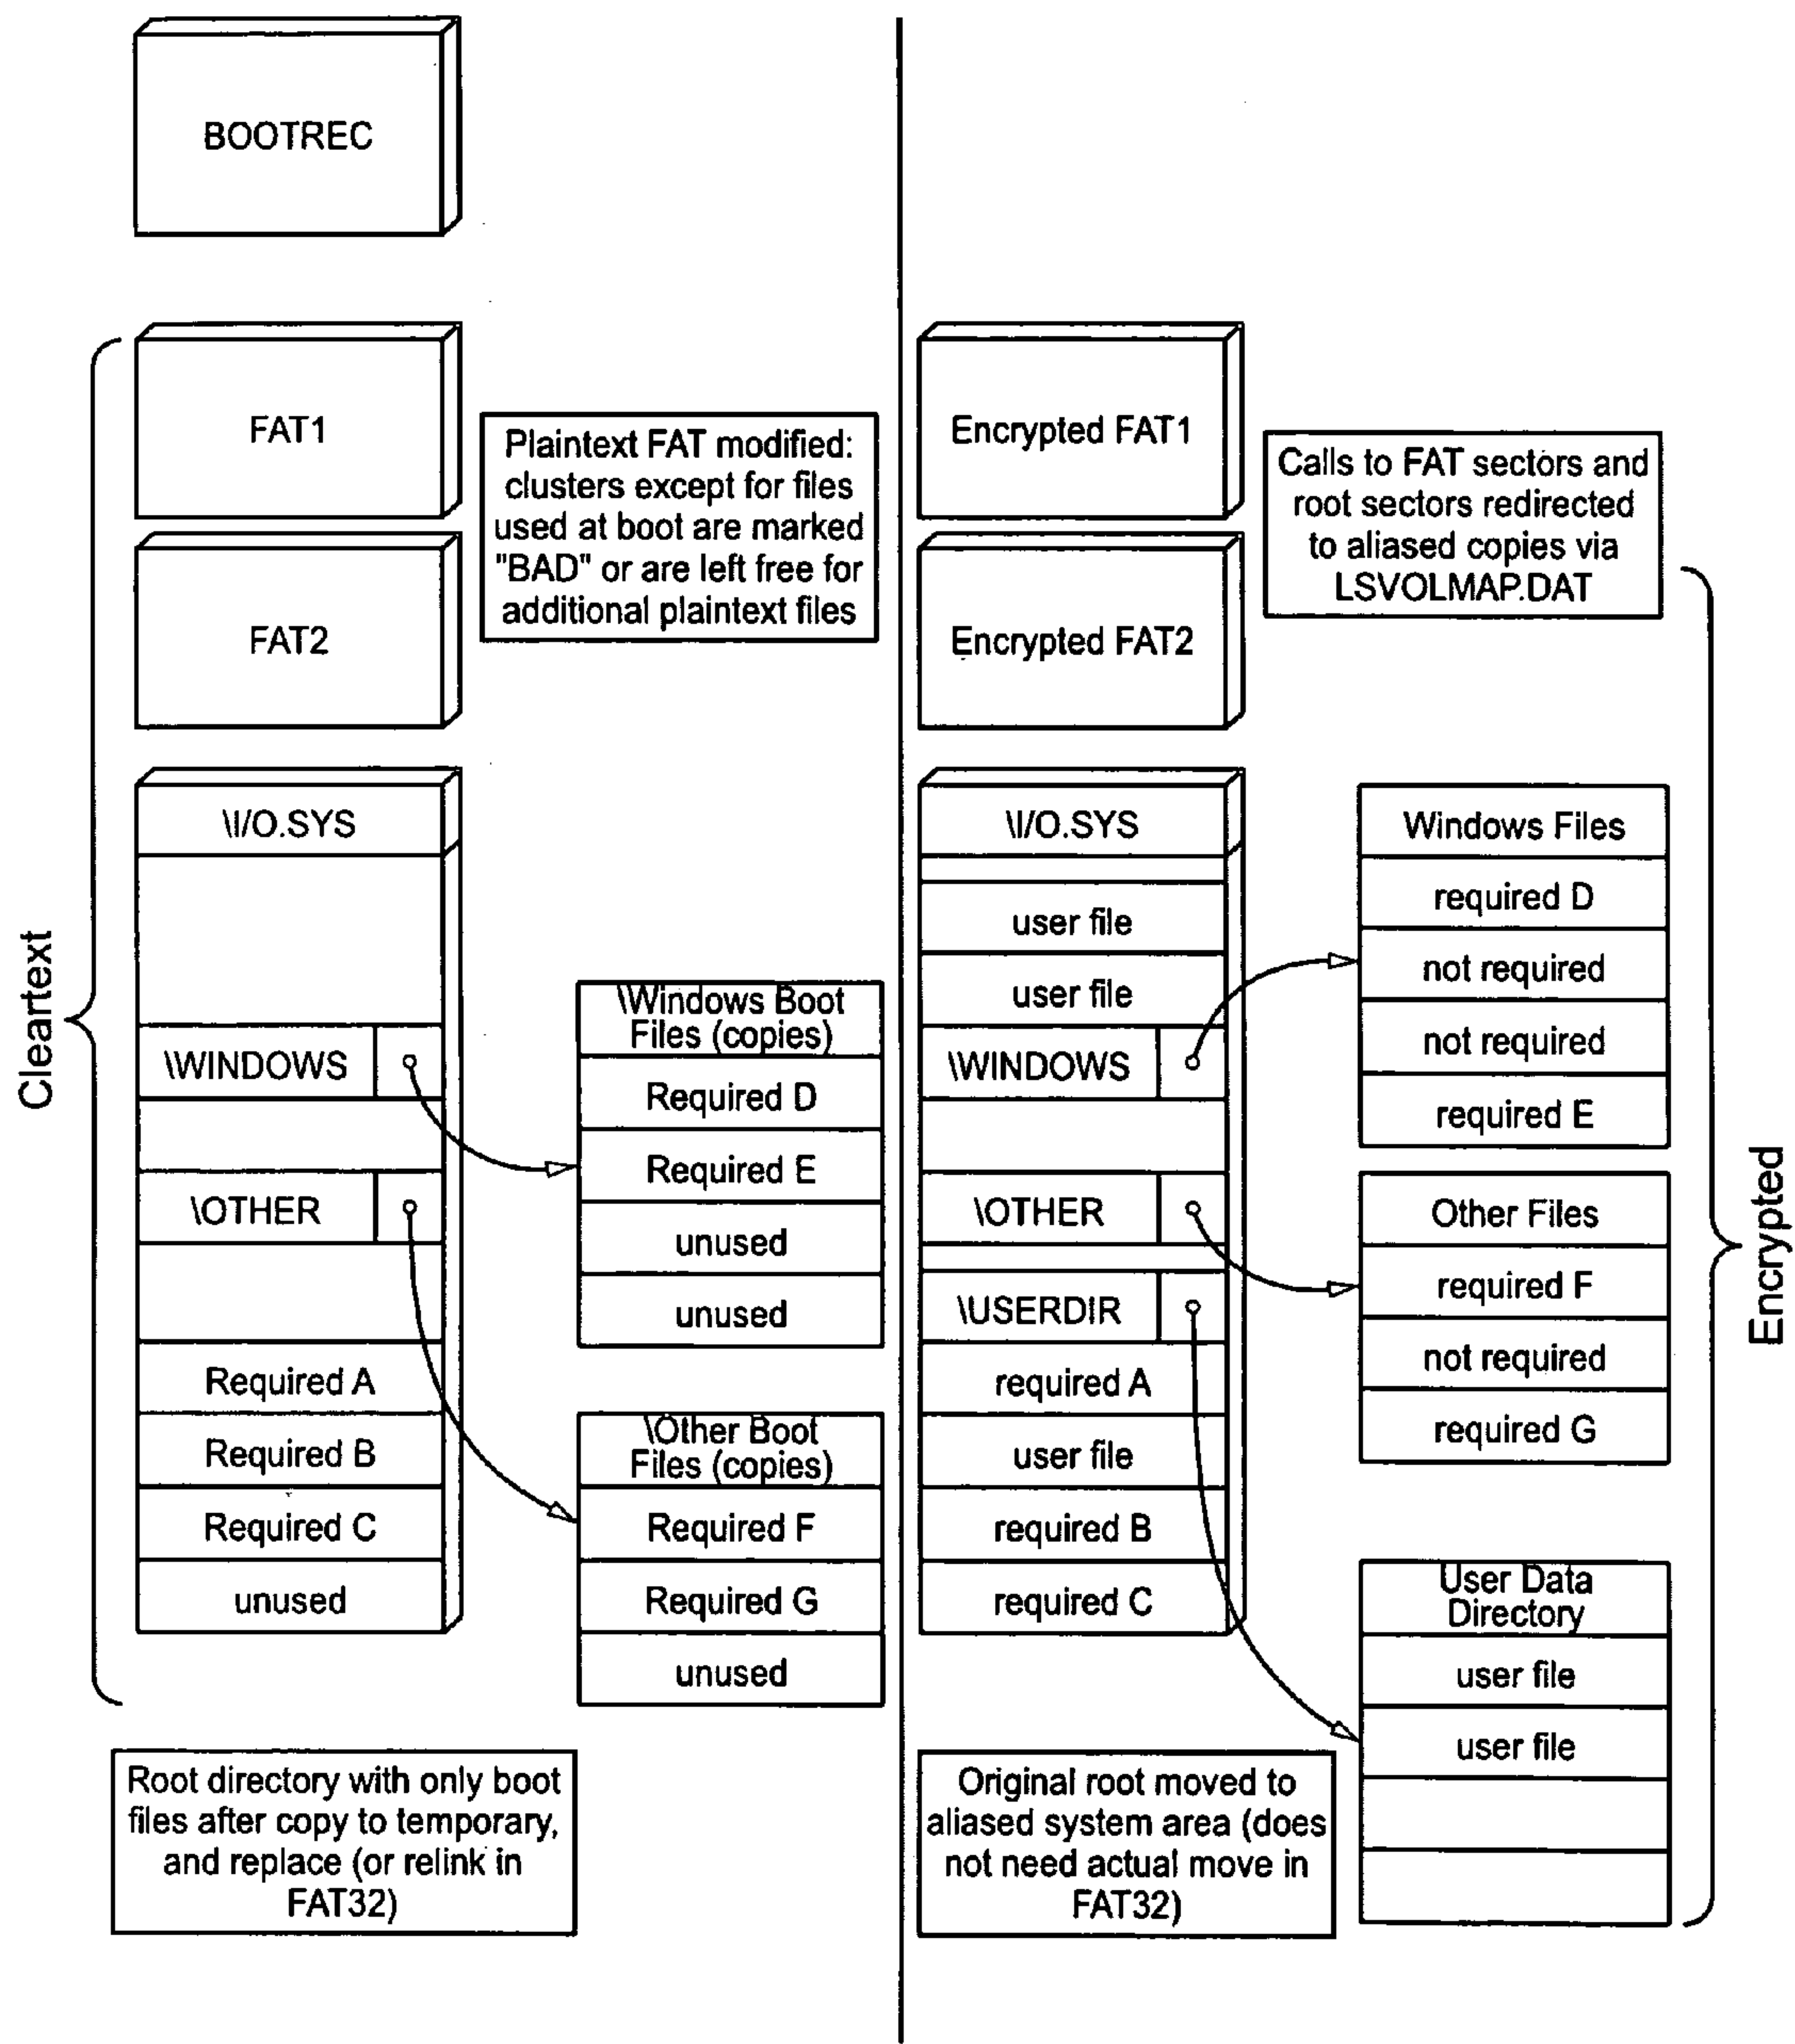 BOOTREC
Cleartext
FAT1
FAT2
Plaintext FAT modified:
clusters except for files
used at boot are marked
"BAD" or are left free for
additional plaintext files
\I/O.SYS
\WINDOWS
\OTHER
Required A
Required B
Required C
unused
\Windows Boot
Files (copies)
Required D
Required E
unused
unused
\Other Boot
Files (copies)
Required F
Required G
unused
Root directory with only boot
files after copy to temporary,
and replace (or relink in
FAT32)
Encrypted FAT1
Encrypted FAT2
Calls to FAT sectors and
root sectors redirected
to aliased copies via
LSVOLMAP.DAT
\I/O.SYS
user file
user file
\WINDOWS
\OTHER
\USERDIR
required A
user file
required B
required C
Windows Files
required D
not required
not required
required E
Other Files
required F
not required
required G
User Data
Directory
user file
user file
Encrypted
Original root moved to
aliased system area (does
not need actual move in
FAT32)